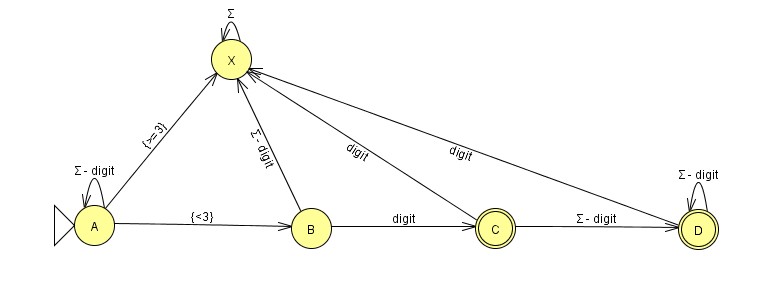 Σ
X
{>= 3}
Σ - digit
digit
digit
Σ - digit
Σ - digit
A
{<3}
B
digit
C
Σ - digit
D